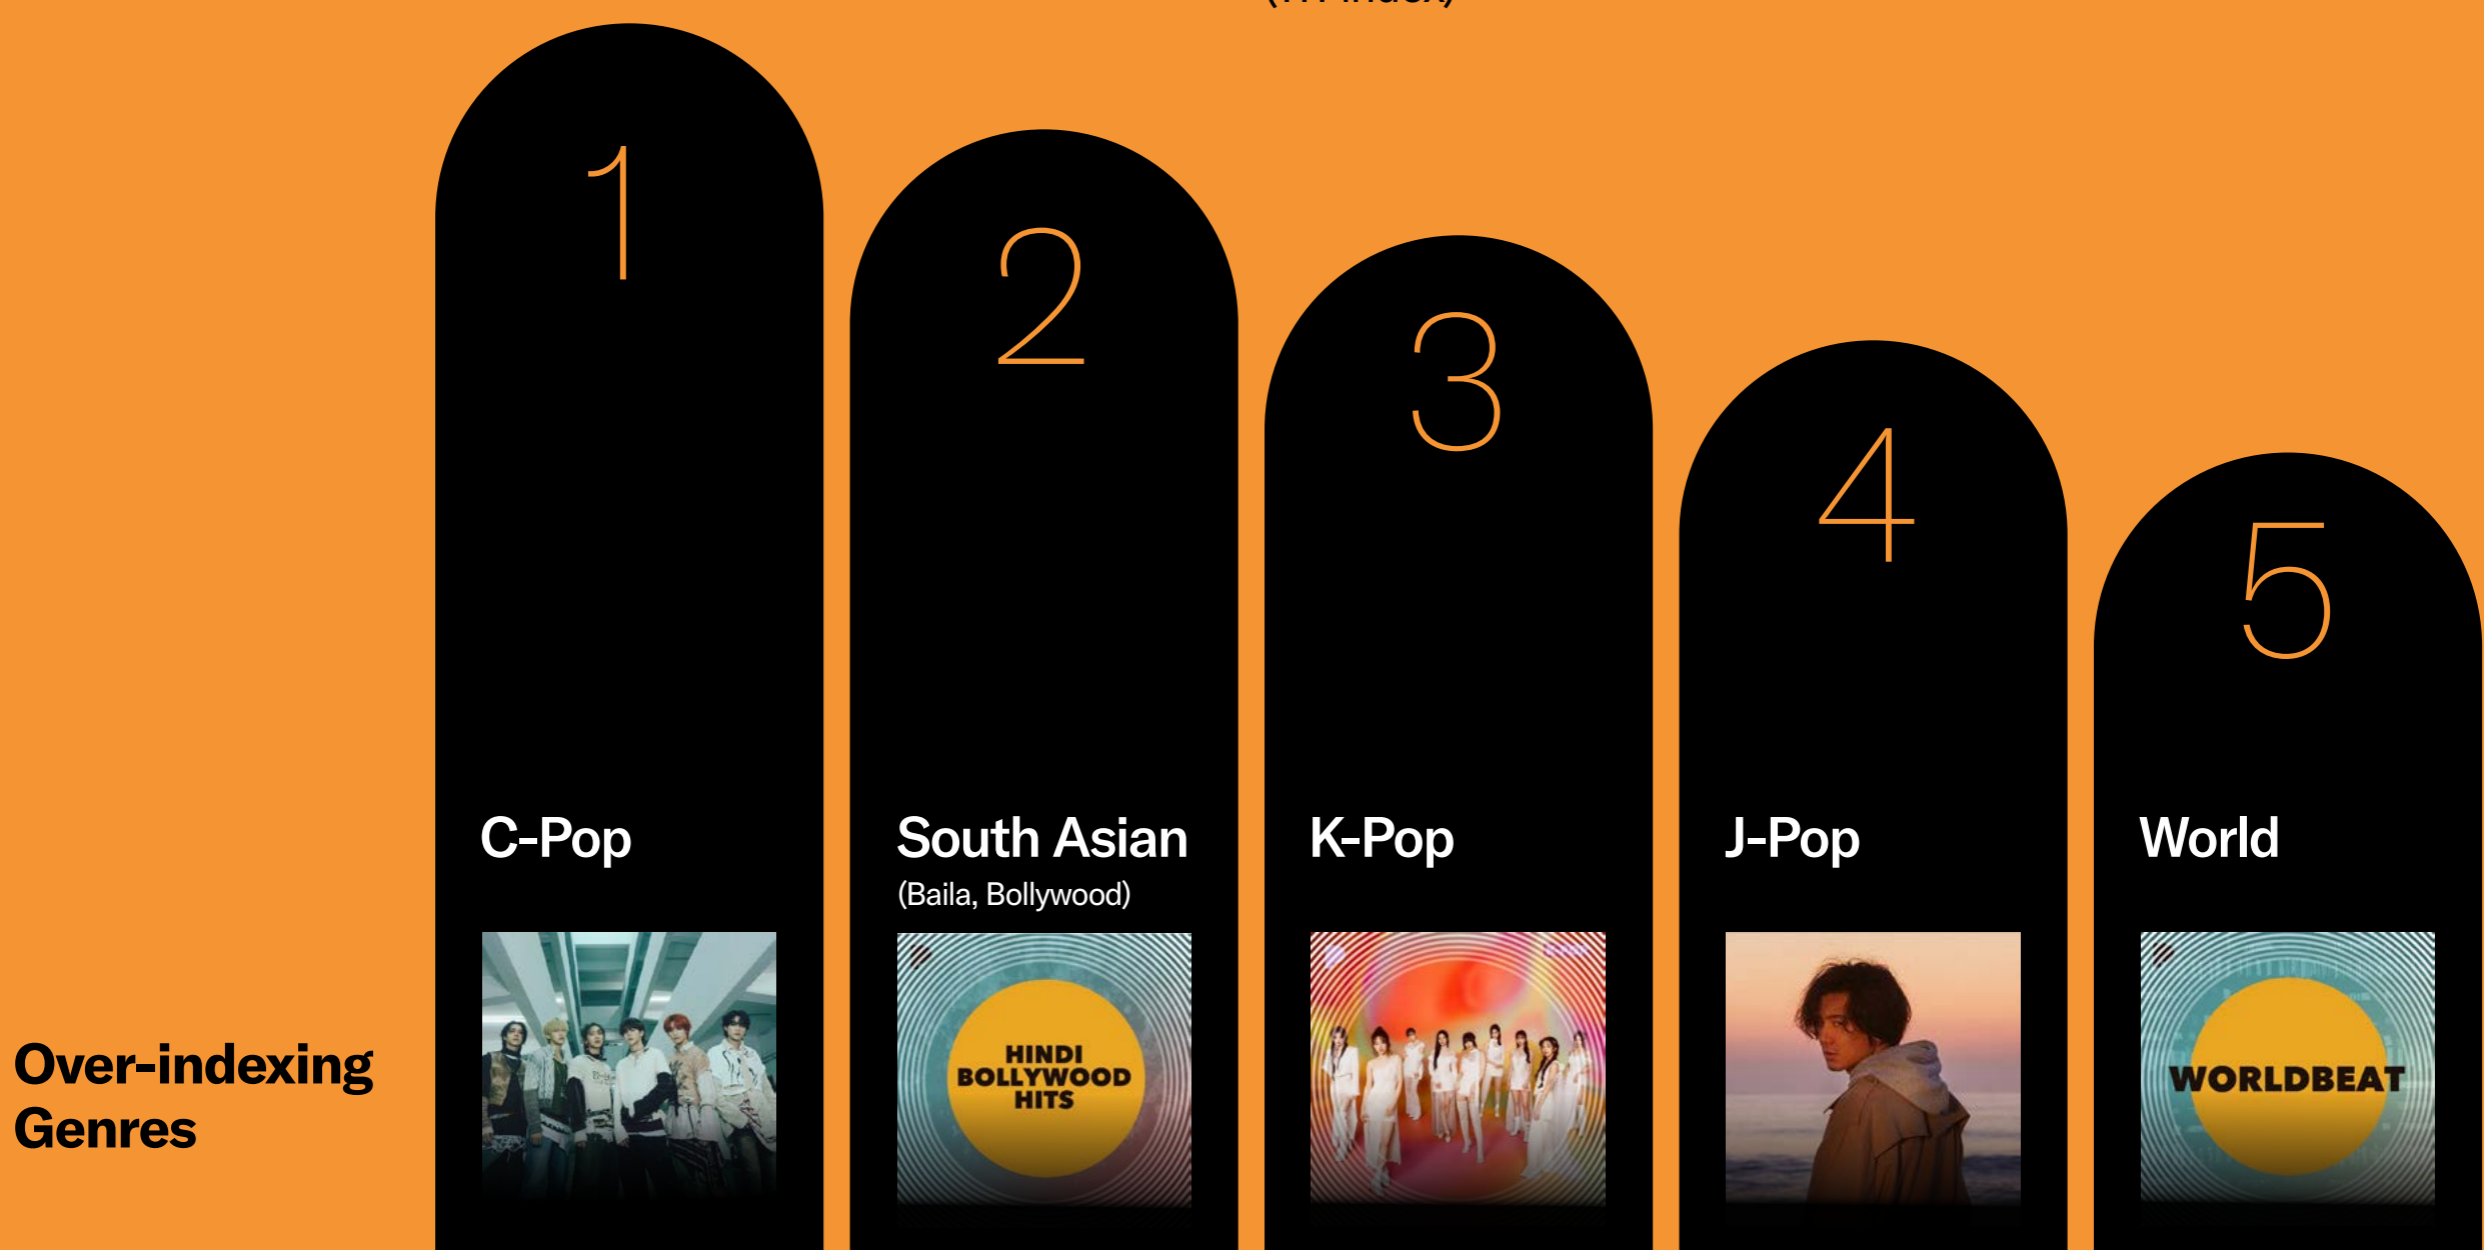 1
2
3
4
5
C-Pop
South Asian
(Baila, Bollywood)
K-Pop
J-Pop
World
HINDI
BOLLYWOOD
HITS
WORLDBEAT
Over-indexing
Genres